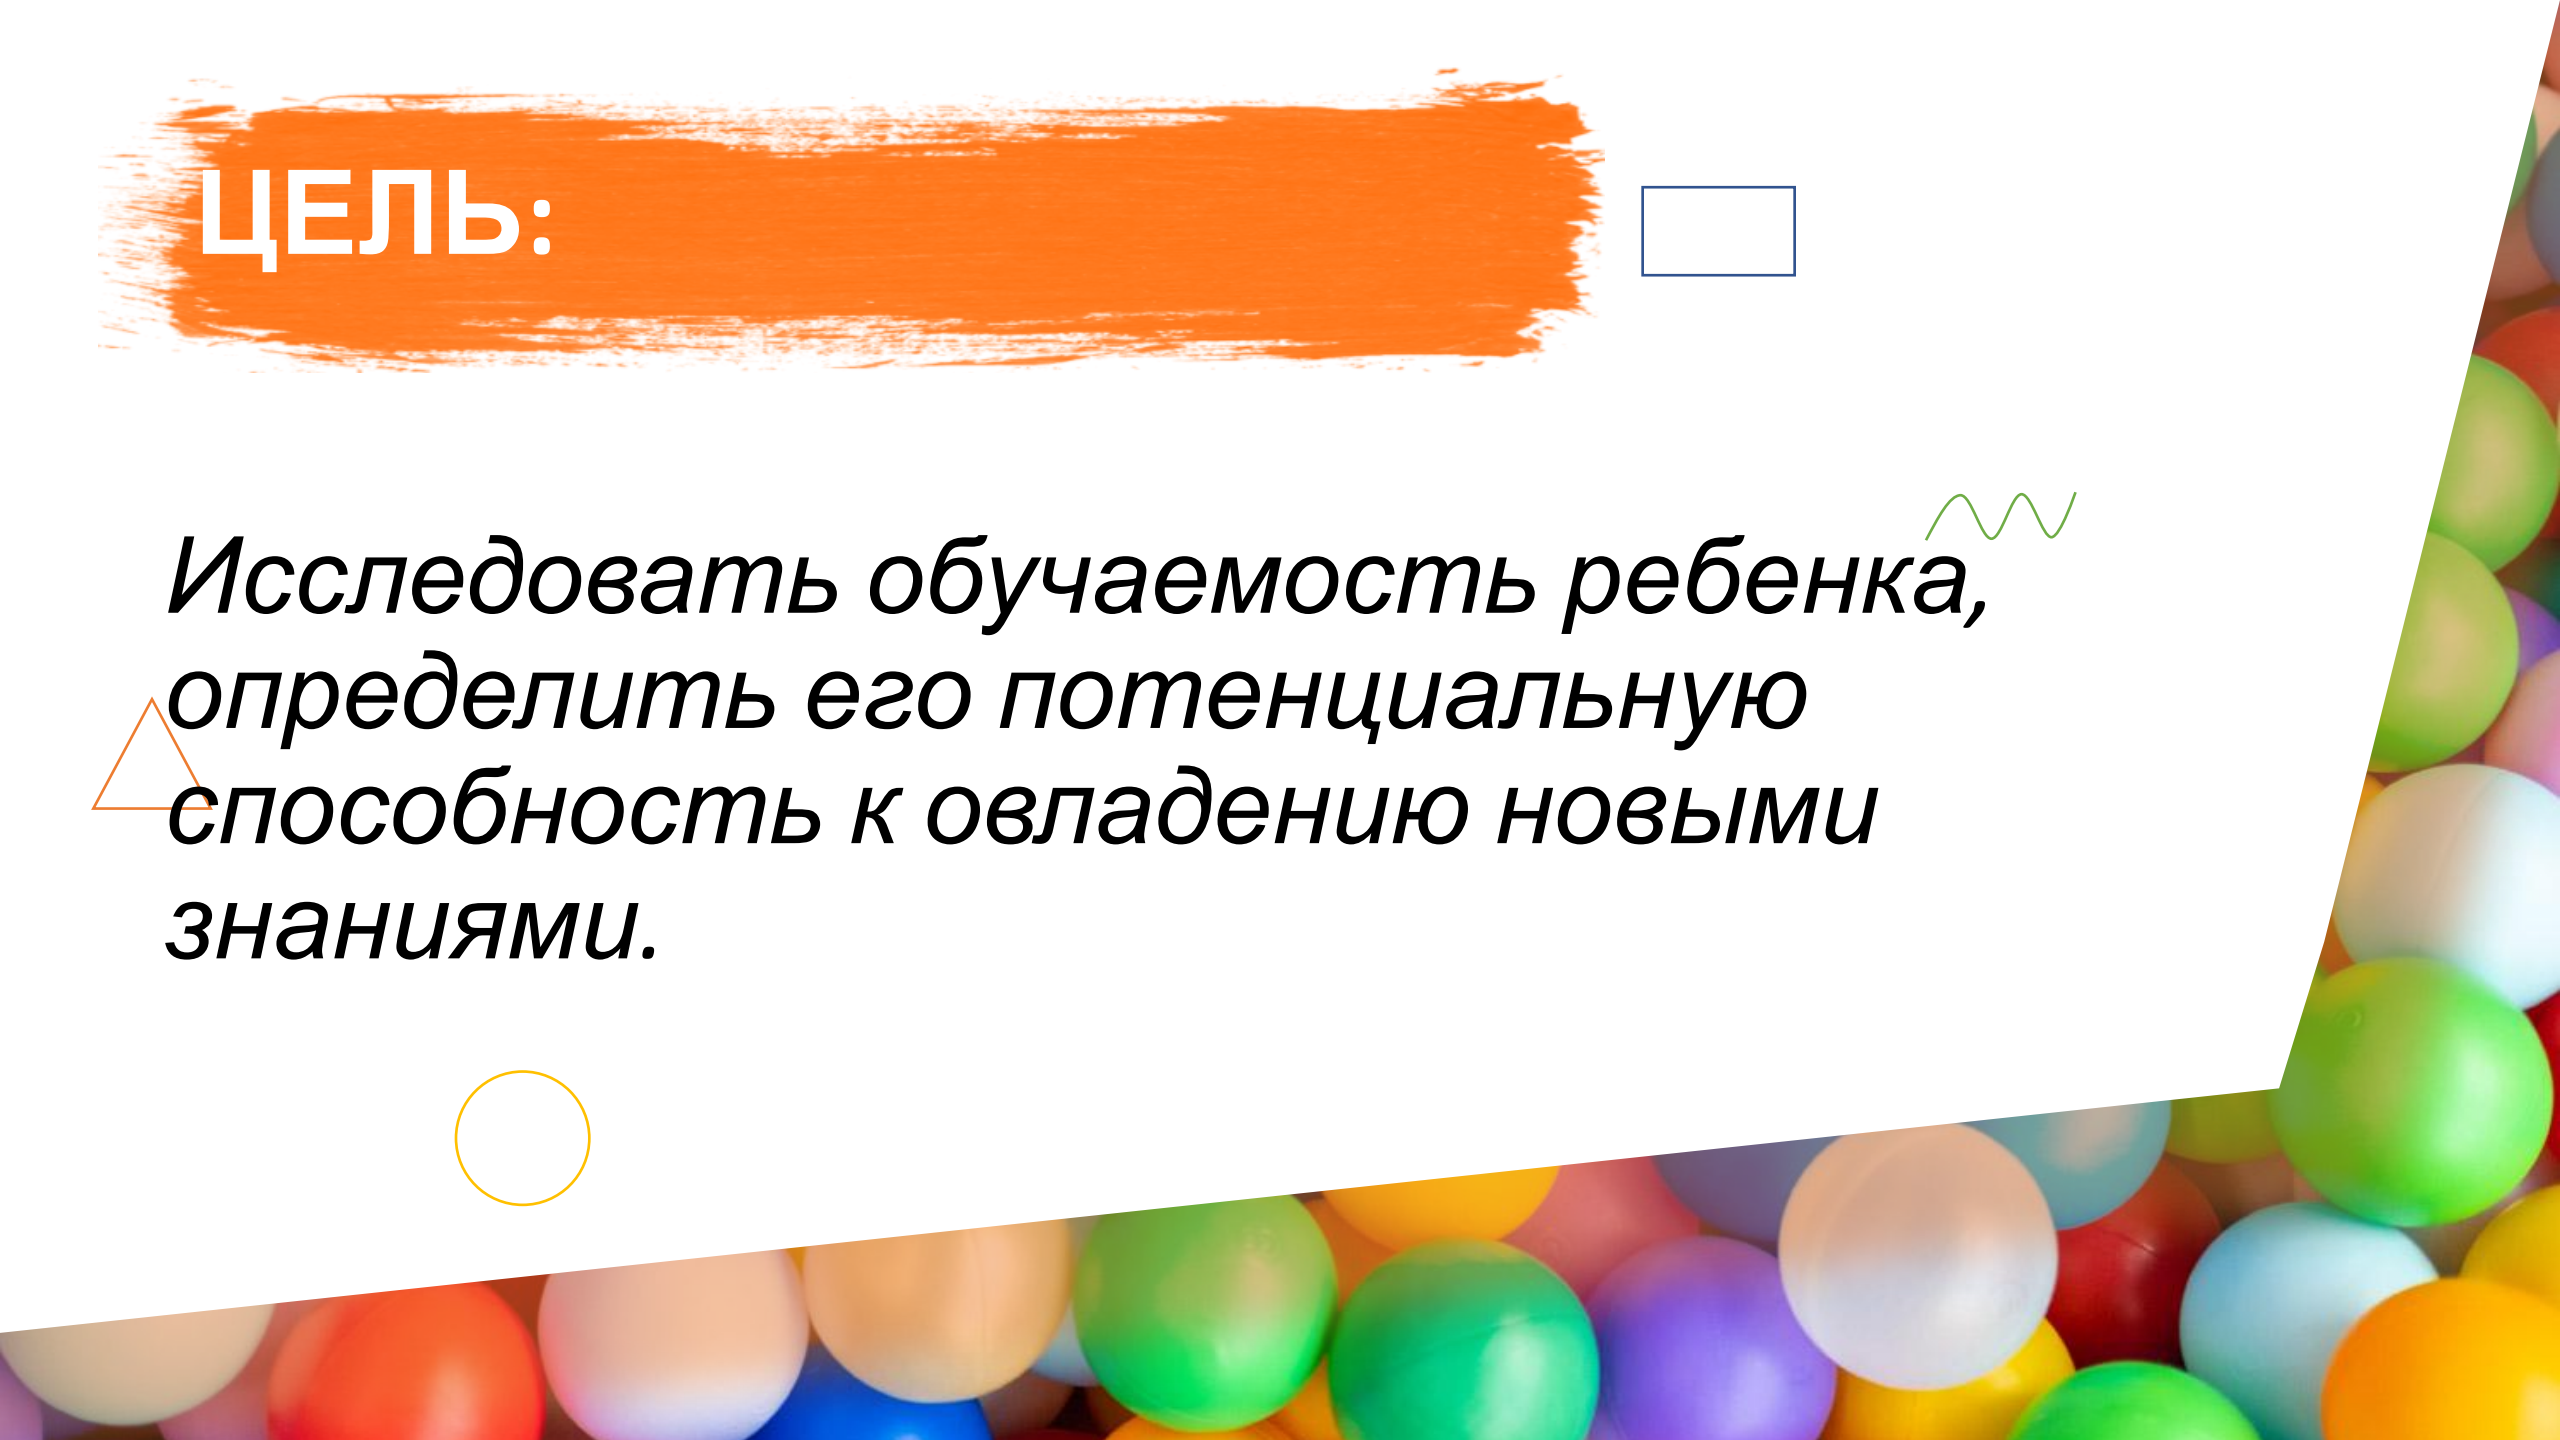 ЦЕЛЬ:
Исследовать обучаемость ребенка,
определить его потенциальную
способность к овладению новыми
знаниями.